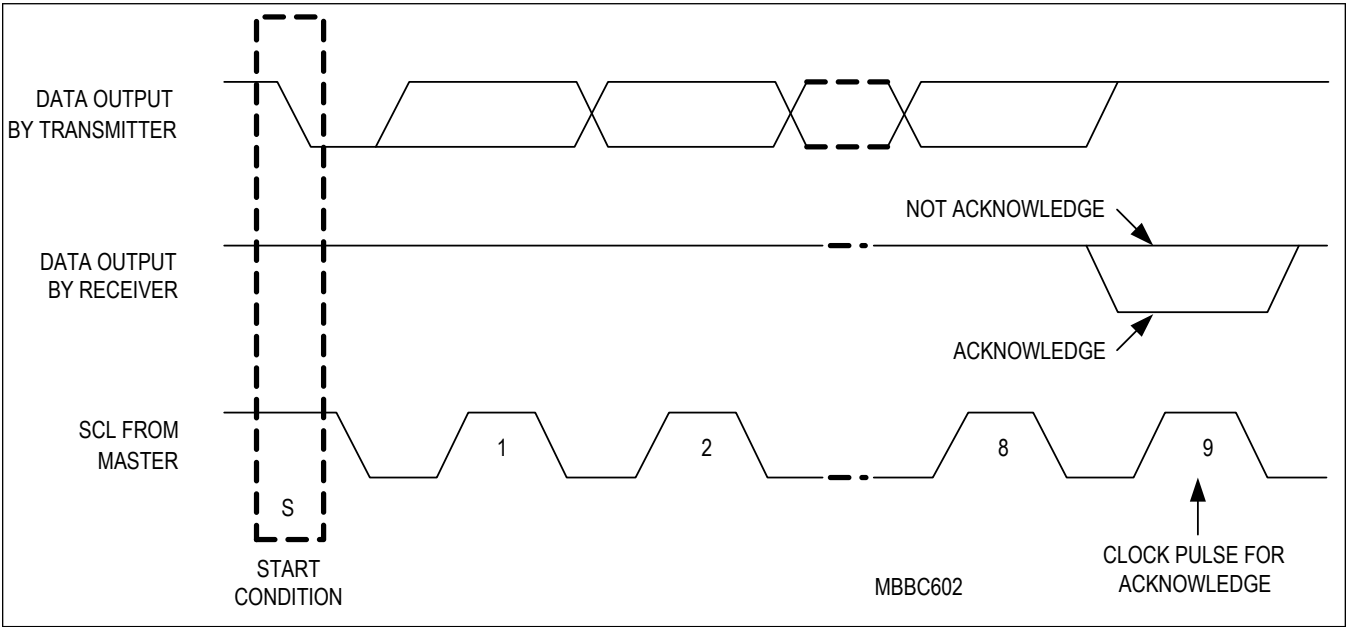 DATA OUTPUT
BY TRANSMITTER
NOT ACKNOWLEDGE
DATA OUTPUT
BY RECEIVER
ACKNOWLEDGE
SCL FROM
MASTER
1
2
8
9
S
START
CONDITION
MBBC602
CLOCK PULSE FOR
ACKNOWLEDGE